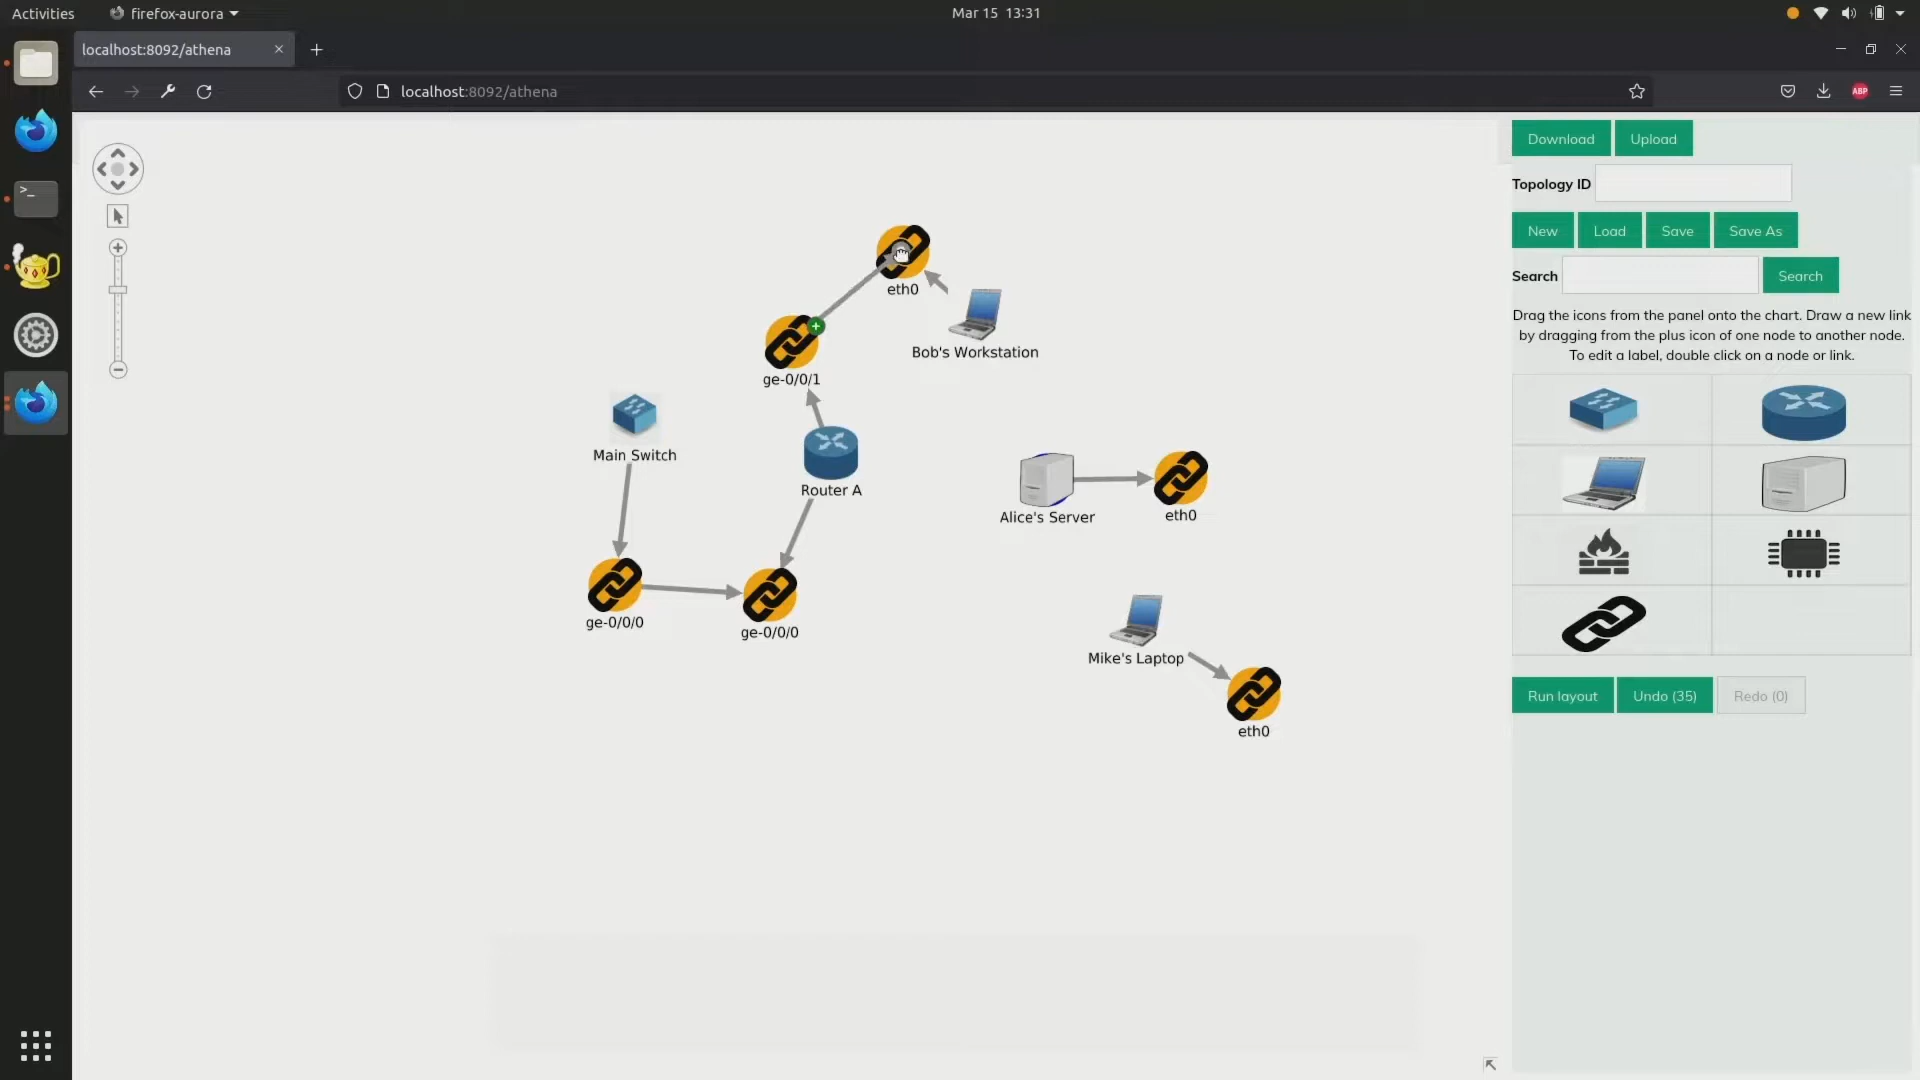 Activities
firefox-aurora
Mar 15 13:31
localhost:8092/athena
localhost:8092/athena
ABP
Download
Upload
Topology ID
New
Load
Save
Save As
Search
Search
Drag the icons from the panel onto the chart. Draw a new link
by dragging from the plus icon of one node to another node.
To edit a label, double click on a node or link.
eth0
Bob's Workstation
ge-0/0/1
Main Switch
Router A
Alice's Server
eth0
ge-0/0/0
ge-0/0/0
Mike's Laptop
eth0
Run layout
Undo (35)
Redo (0)